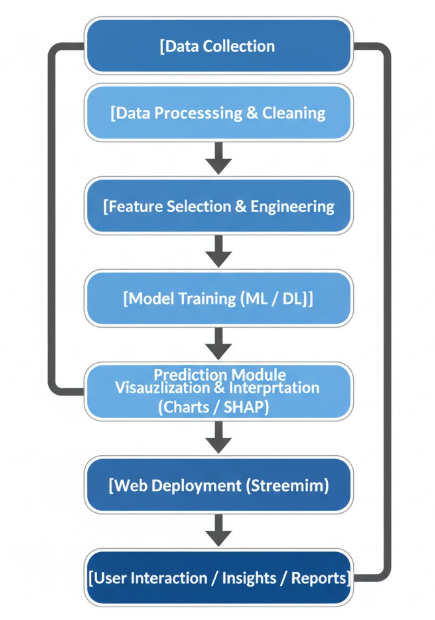 [Data Collection
[Data Processsing & Cleaning
[Feature Selection & Engineering
[Model Training (ML / DL]]
Prediction Module
Visauzlization & Interprtation
(Charts / SHAP)
[Web Deployment (Streemim)
[User Interaction / Insights / Reports]